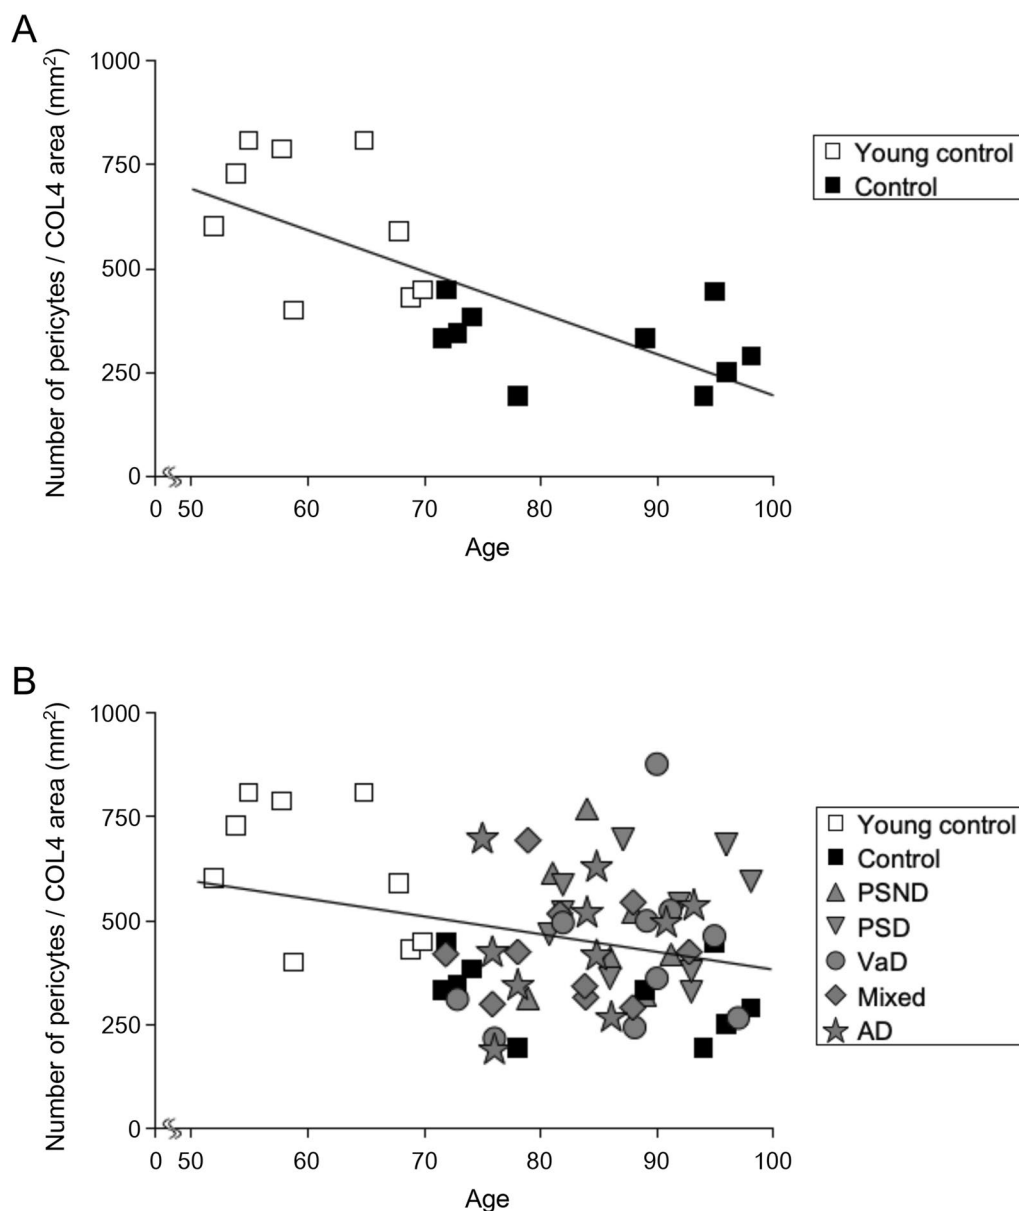 A
Number of pericytes / COL4 area (mm²)
1000
750
500
250
0
0 50 60 70 80 90 100
Age
Young control
Control
B
Number of pericytes / COL4 area (mm²)
1000
750
500
250
0
0 50 60 70 80 90 100
Age
Young control
Control
PSND
PSD
VaD
Mixed
AD